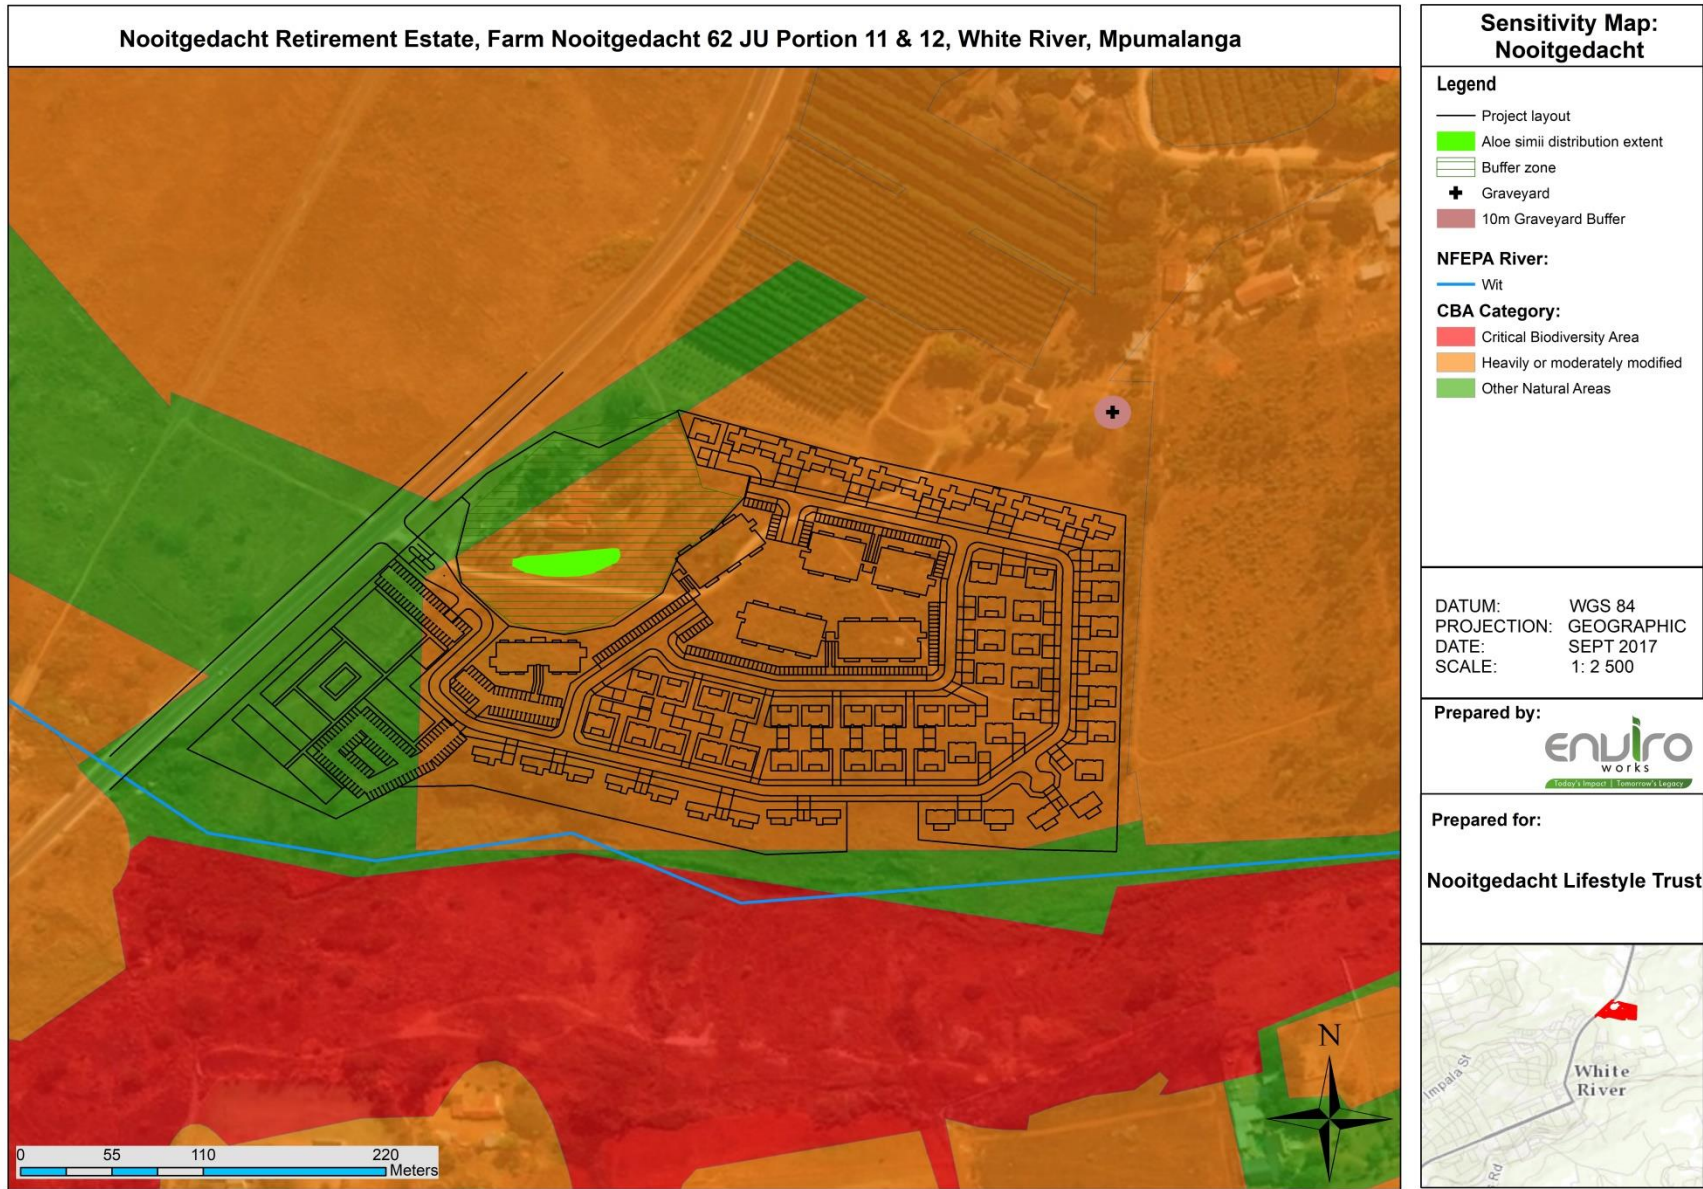 Nooitgedacht Retirement Estate, Farm Nooitgedacht 62 JU Portion 11 & 12, White River, Mpumalanga
Sensitivity Map:
Nooitgedacht
Legend
Project layout
Aloe simii distribution extent
Buffer zone
Graveyard
10m Graveyard Buffer
NFEPA River:
Wit
CBA Category:
Critical Biodiversity Area
Heavily or moderately modified
Other Natural Areas
DATUM: WGS 84
PROJECTION: GEOGRAPHIC
DATE: SEPT 2017
SCALE: 1: 2 500
Prepared by:
enviro
works
Today's Impact | Tomorrow's Legacy
Prepared for:
Nooitgedacht Lifestyle Trust
Impala St
White
River
s Rd
N
0 55 110 220
Meters